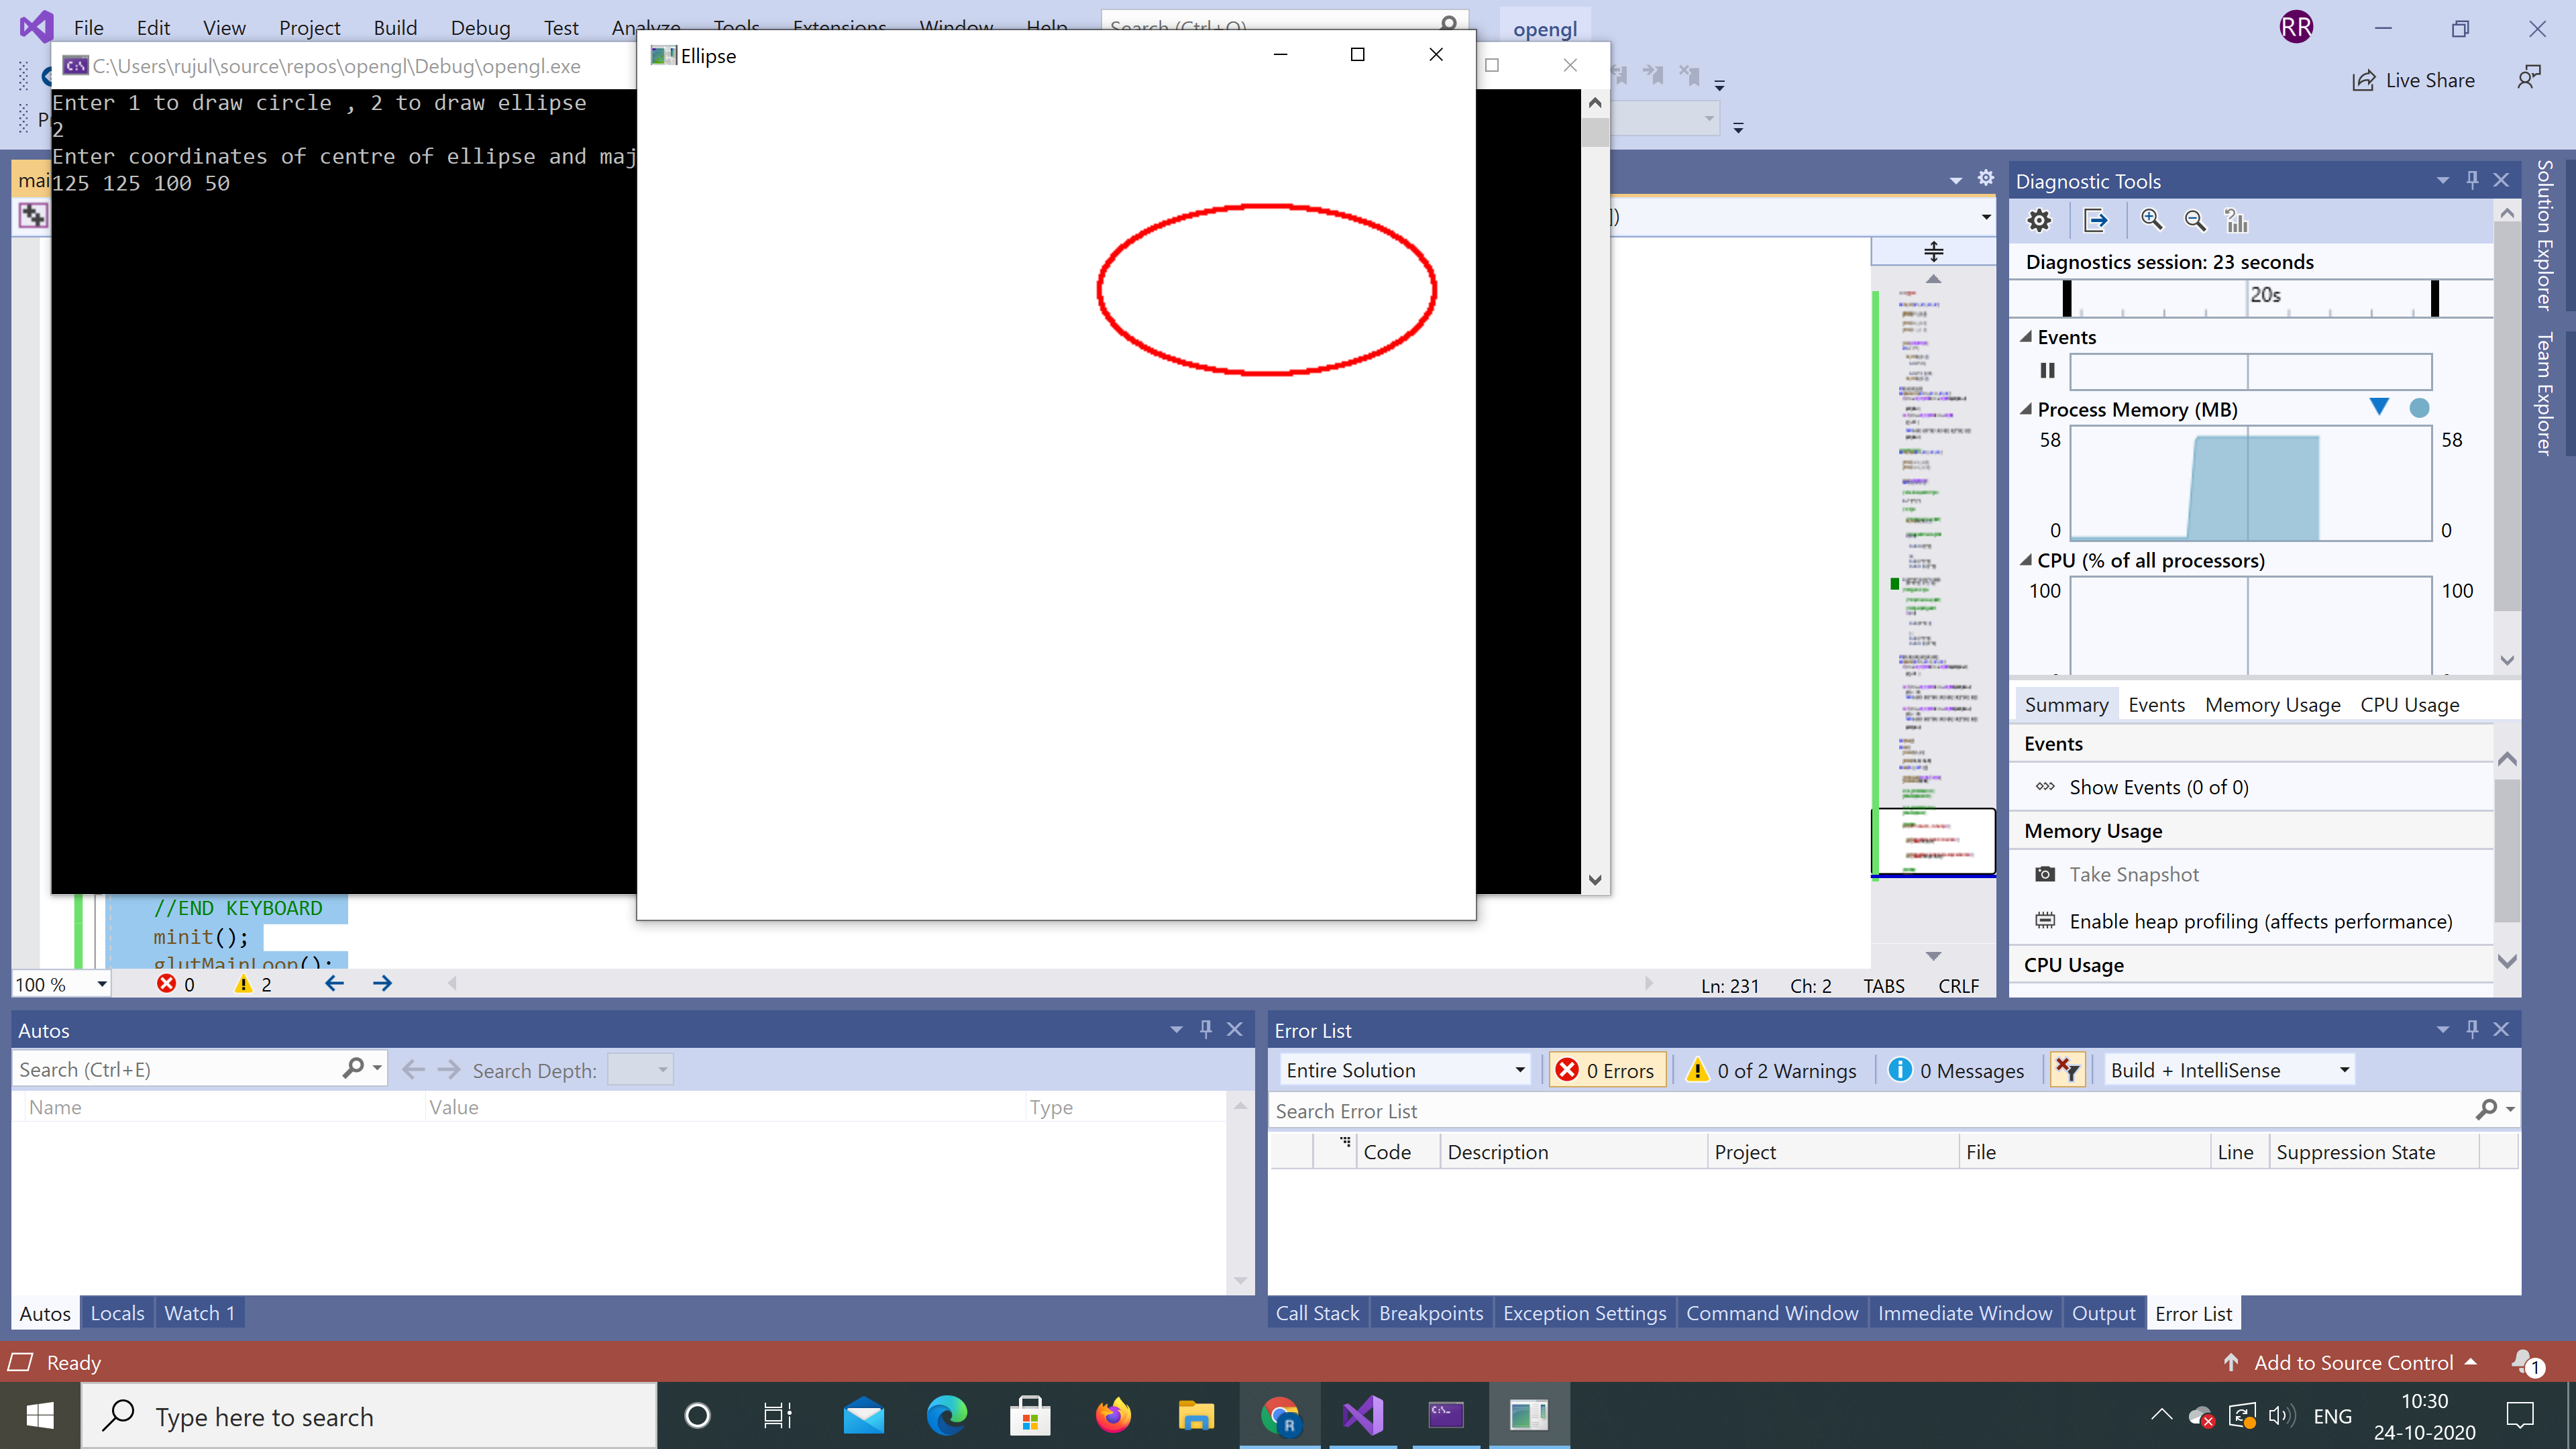 File Edit View Project Build Debug Test Analyze Tools Extensions Window Help Search (Ctrl+Q) opengl RR
Live Share
C:\Users\rujul\source\repos\opengl\Debug\opengl.exe
Ellipse
Enter 1 to draw circle , 2 to draw ellipse
2
Enter coordinates of centre of ellipse and maj
125 125 100 50
mai
Diagnostic Tools
Diagnostics session: 23 seconds
20s
Events
Process Memory (MB)
58 58
0 0
CPU (% of all processors)
100 100
Summary Events Memory Usage CPU Usage
Events
Show Events (0 of 0)
Memory Usage
Take Snapshot
Enable heap profiling (affects performance)
CPU Usage
Solution Explorer
Team Explorer
//END KEYBOARD
minit();
glutMainLoop();
100 % 0 2 Ln: 231 Ch: 2 TABS CRLF
Autos
Search (Ctrl+E) Search Depth:
Name Value Type
Autos Locals Watch 1
Error List
Entire Solution 0 Errors 0 of 2 Warnings 0 Messages Build + IntelliSense
Search Error List
Code Description Project File Line Suppression State
Call Stack Breakpoints Exception Settings Command Window Immediate Window Output Error List
Ready Add to Source Control 1
Type here to search R ENG 10:30
24-10-2020